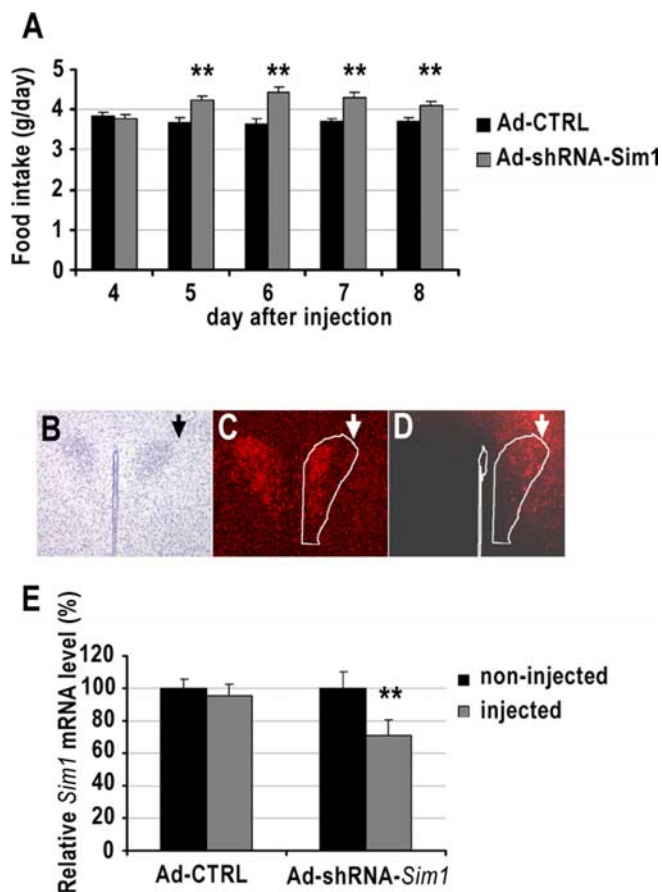 A
Food intake (g/day)
5
4
3
2
1
0
** ** ** **
4 5 6 7 8
day after injection
Ad-CTRL
Ad-shRNA-Sim1
B C D
E
Relative Sim1 mRNA level (%)
120
100
80
60
40
20
0
**
Ad-CTRL Ad-shRNA-Sim1
non-injected
injected